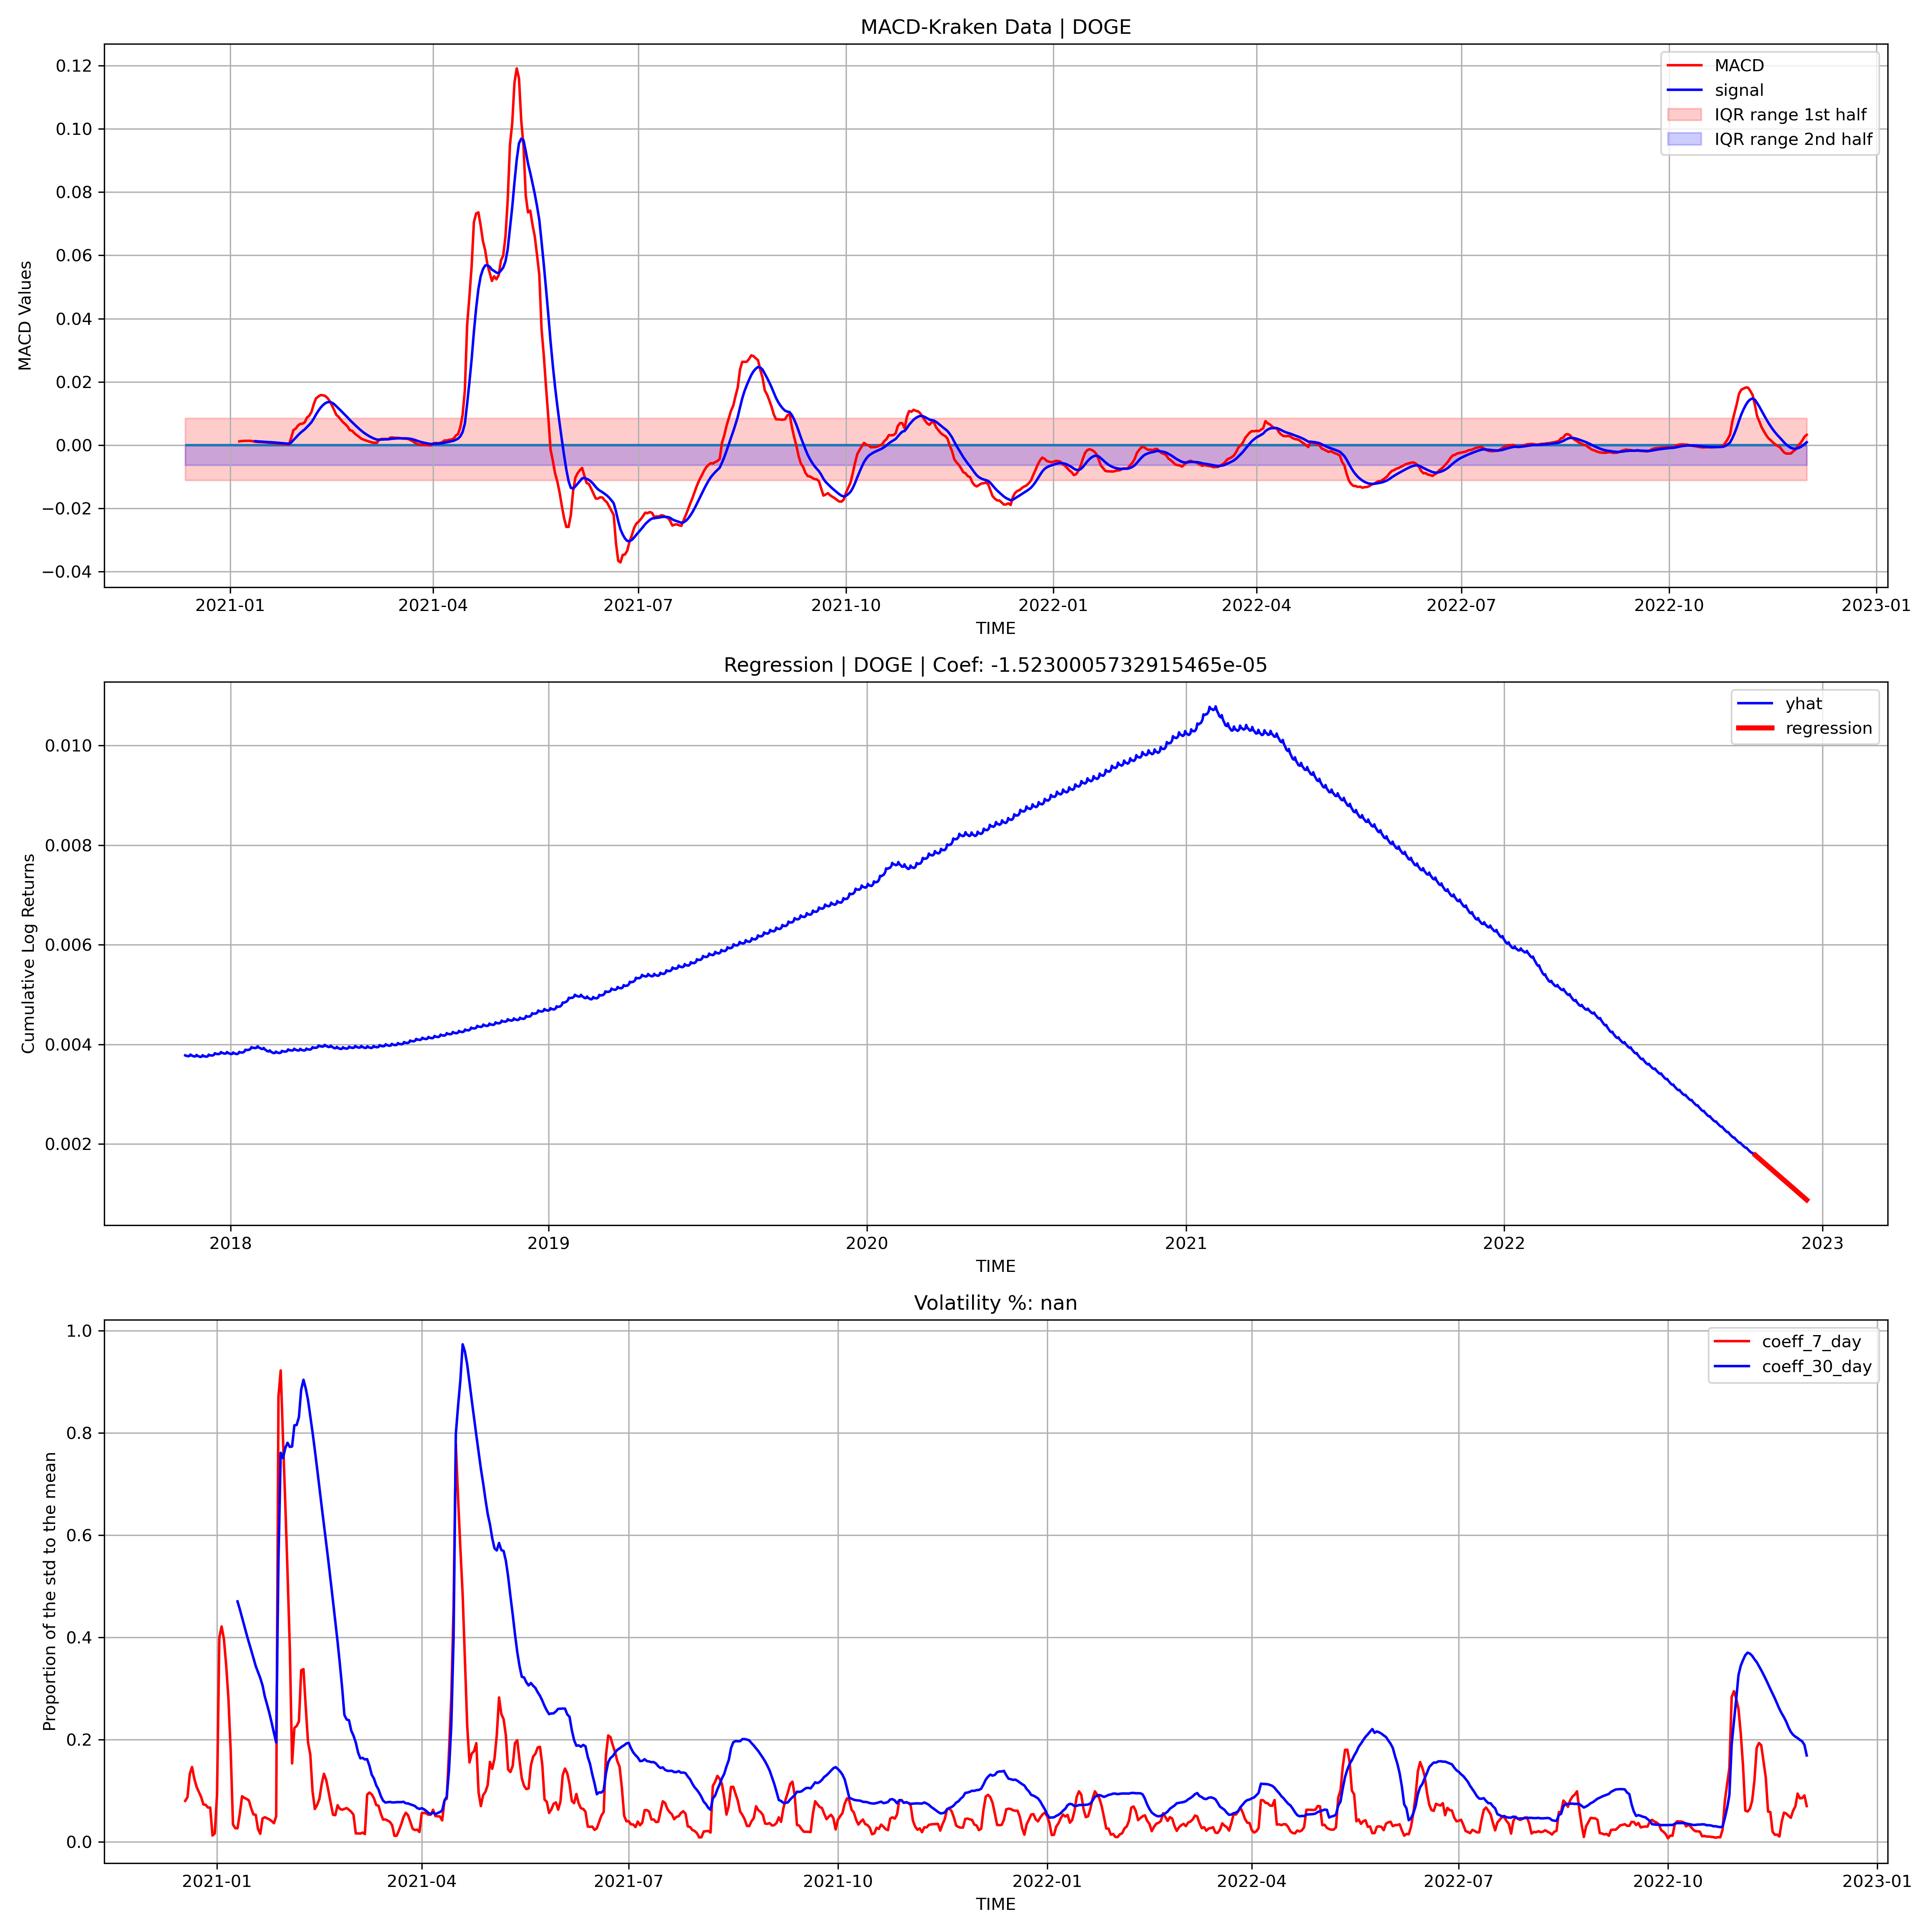 MACD-Kraken Data | DOGE
MACD Values
0.12
0.10
0.08
0.06
0.04
0.02
0.00
−0.02
−0.04
MACD
signal
IQR range 1st half
IQR range 2nd half
2021-01 2021-04 2021-07 2021-10 2022-01 2022-04 2022-07 2022-10 2023-01
TIME
Regression | DOGE | Coef: -1.5230005732915465e-05
Cumulative Log Returns
0.010
0.008
0.006
0.004
0.002
yhat
regression
2018 2019 2020 2021 2022 2023
TIME
Volatility %: nan
Proportion of the std to the mean
1.0
0.8
0.6
0.4
0.2
0.0
coeff_7_day
coeff_30_day
2021-01 2021-04 2021-07 2021-10 2022-01 2022-04 2022-07 2022-10 2023-01
TIME